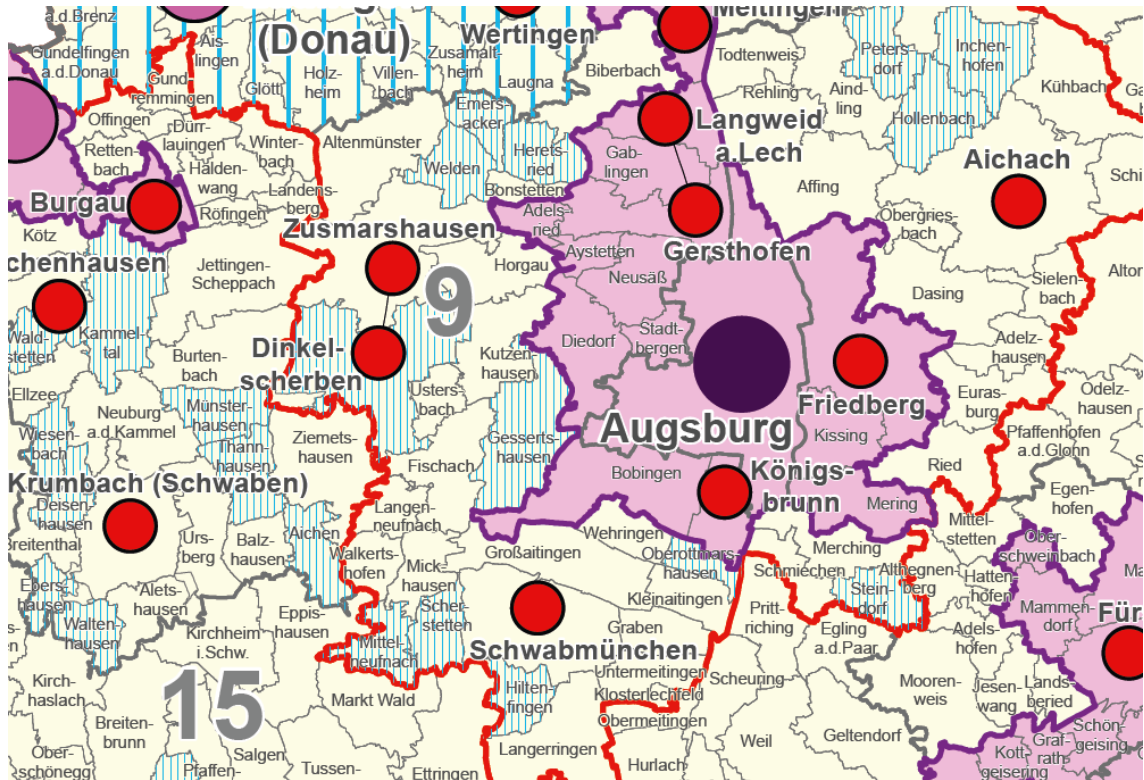 a.d.Brenz
Gundelfingen
a.d.Donau
Ais-
lingen
(Donau)
Wertingen
Zusamalt-
heim
Meitingen
Todtenweis
Peters-
dorf
Inchen-
hofen
Kühbach
Gund-
remmingen
Glött
Holz-
heim
Villen-
bach
Laugna
Biberbach
Rehling
Aind-
ling
Hollenbach
Offingen
Dürr-
lauingen
Emers-
acker
Langweid
a.Lech
Retten-
bach
Winter-
bach
Altenmünster
Welden
Herets-
ried
Gab-
lingen
Aichach
Schi
Halden-
wang
Landens-
berg
Bonstetten
Affing
Burgau
Röfingen
Adels-
ried
Obergries-
bach
Kötz
Zusmarshausen
Aystetten
Gersthofen
chenhausen
Jettingen-
Scheppach
Horgau
Neusäß
Sielen-
bach
Alton
9
Dasing
Wald-
stetten
Kammel-
tal
Diedorf
Stadt-
bergen
Adelz-
hausen
Burten-
bach
Dinkel-
scherben
Kutzen-
hausen
Ellzee
Usters-
bach
Friedberg
Euras-
burg
Odelz-
hausen
Neuburg
a.d.Kammel
Münster-
hausen
Augsburg
Kissing
Pfaffenhofen
a.d.Glonn
Wiesen-
bach
Thann-
hausen
Ziemets-
hausen
Gesserts-
hausen
Fischach
Bobingen
Königs-
brunn
Ried
Krumbach (Schwaben)
Egen-
hofen
Deisen-
hausen
Langen-
neufnach
Mering
Mittel-
stetten
Breitenthal
Urs-
berg
Balz-
hausen
Aichen
Wehringen
Ober-
schweinbach
Walkerts-
hofen
Großaitingen
Oberottmars-
hausen
Merching
Schmiechen
Althegnen-
berg
Hatten-
hofen
Mick-
hausen
Ebers-
hausen
Alets-
hausen
Kleinaitingen
Stein-
dorf
Scher-
stetten
Eppis-
hausen
Pritt-
riching
Mammen-
dorf
Walten-
hausen
Kirchheim
i.Schw.
Graben
Egling
a.d.Paar
Adels-
hofen
Für
Mittel-
neufnach
Schwabmünchen
Kirch-
haslach
15
Untermeitingen
Scheuring
Hilten-
fingen
Klosterlechfeld
Mooren-
weis
Jesen-
wang
Lands-
beried
Markt Wald
Obermeitingen
Breiten-
brunn
Geltendorf
Schön-
geising
Weil
Ober-
schönegg
Salgen
Langerringen
Graf-
rath
Kott-
geisering
Pfaffen-
Tussen-
Ettringen
Hurlach